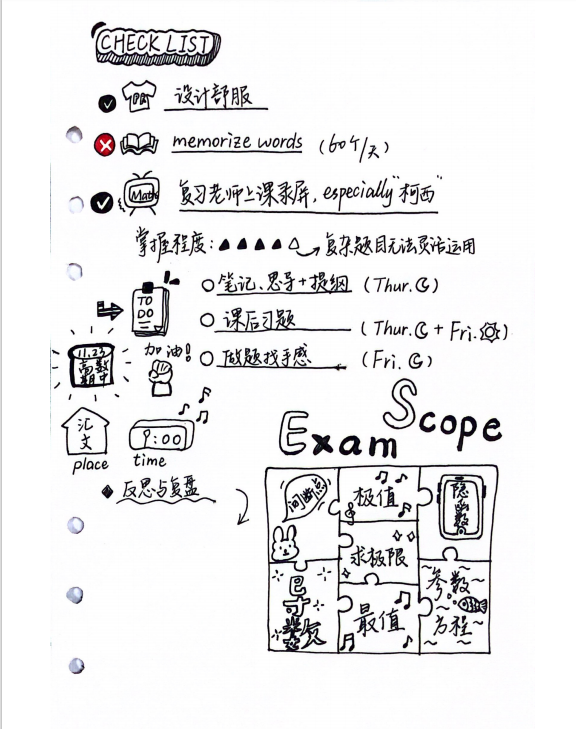 CHECK LIST
设计舒服
memorize words （60个/天）
Math 复习老师上课录屏，especially"柯西"
掌握程度：▲▲▲▲△ 复杂题目无法灵活运用
TO DO
笔记、思导+提纲 （Thur.☾）
课后习题 （Thur.☾ + Fri.☼）
做题找手感 （Fri.☾）
11.23
高数
期中
加油！
汇文
place
9:00
time
反思与复盘
Exam Scope
间断点
极值
隐函数
求极限
导数
最值
参数方程